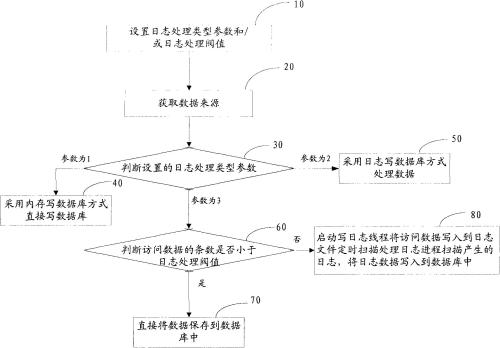 10
设置日志处理类型参数和/
或日志处理阀值
20
获取数据来源
30
判断设置的日志处理类型参数
参数为1
参数为2
50
采用日志写数据库方式
处理数据
40
采用内存写数据库方式
直接写数据库
参数为3
60
判断访问数据的条数是否小于
日志处理阀值
否
80
启动写日志线程将访问数据写入到日志
文件定时扫描处理日志进程扫描产生的
日志，将日志数据写入到数据库中
是
70
直接将数据保存到数据
库中